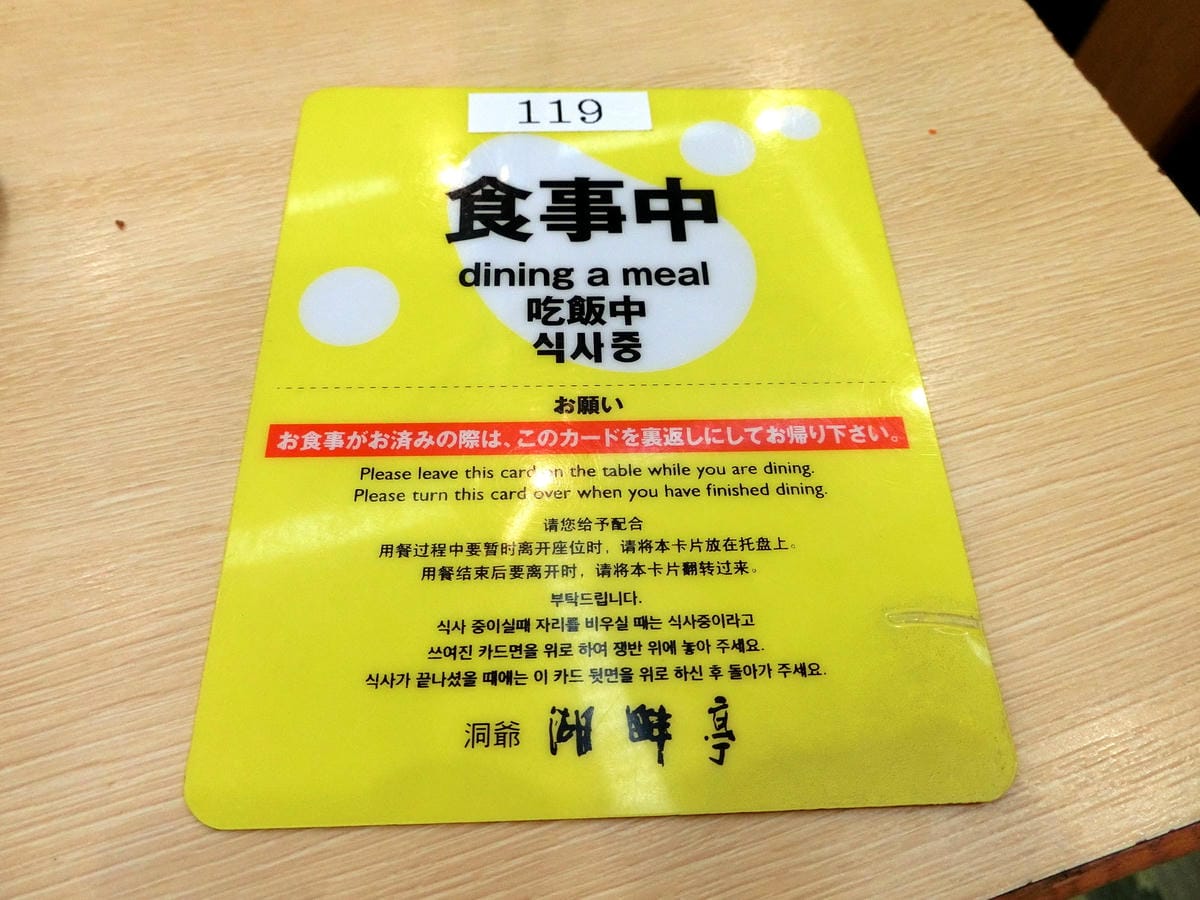 119
食事中
dining a meal
吃飯中
식사중
お願い
お食事がお済みの際は、このカードを裏返しにしてお帰り下さい。
Please leave this card on the table while you are dining.
Please turn this card over when you have finished dining.
请您给予配合
用餐过程中要暂时离开座位时，请将本卡片放在托盘上。
用餐结束后要离开时，请将本卡片翻转过来。
부탁드립니다.
식사 중이실때 자리를 비우실 때는 식사중이라고
쓰여진 카드면을 위로 하여 쟁반 위에 놓아 주세요.
식사가 끝나셨을 때에는 이 카드 뒷면을 위로 하신 후 돌아가 주세요.
洞爺 湖畔亭